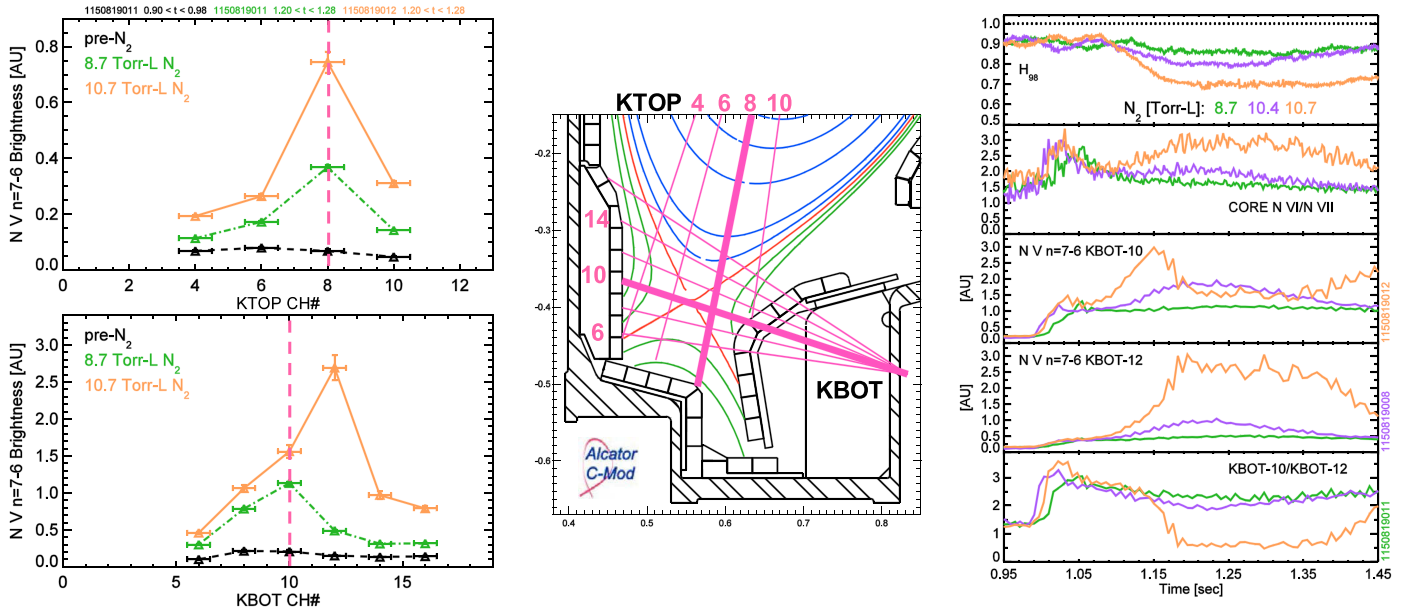 1150819011 0.90 < t < 0.98 1150819011 1.20 < t < 1.28 1150819012 1.20 < t < 1.28
N V n=7-6 Brightness [AU]
0.8
0.6
0.4
0.2
0.0
pre-N2
8.7 Torr-L N2
10.7 Torr-L N2
0 2 4 6 8 10 12
KTOP CH#
N V n=7-6 Brightness [AU]
3.0
2.5
2.0
1.5
1.0
0.5
0.0
pre-N2
8.7 Torr-L N2
10.7 Torr-L N2
0 5 10 15
KBOT CH#
KTOP 4 6 8 10
-0.2
-0.3
-0.4
-0.5
-0.6
14
10
6
KBOT
Alcator
C-Mod
0.4 0.5 0.6 0.7 0.8
1.0
0.9
0.8
0.7
0.6
0.5
H98
N2 [Torr-L]: 8.7 10.4 10.7
3.0
2.5
2.0
1.5
1.0
0.5
0.0
CORE N VI/N VII
[AU]
3.0
2.5
2.0
1.5
1.0
0.5
0.0
N V n=7-6 KBOT-10
[AU]
3.0
2.5
2.0
1.5
1.0
0.5
0.0
N V n=7-6 KBOT-12
3
2
1
0
KBOT-10/KBOT-12
0.95 1.05 1.15 1.25 1.35 1.45
Time [sec]
1150819012
1150819008
1150819011